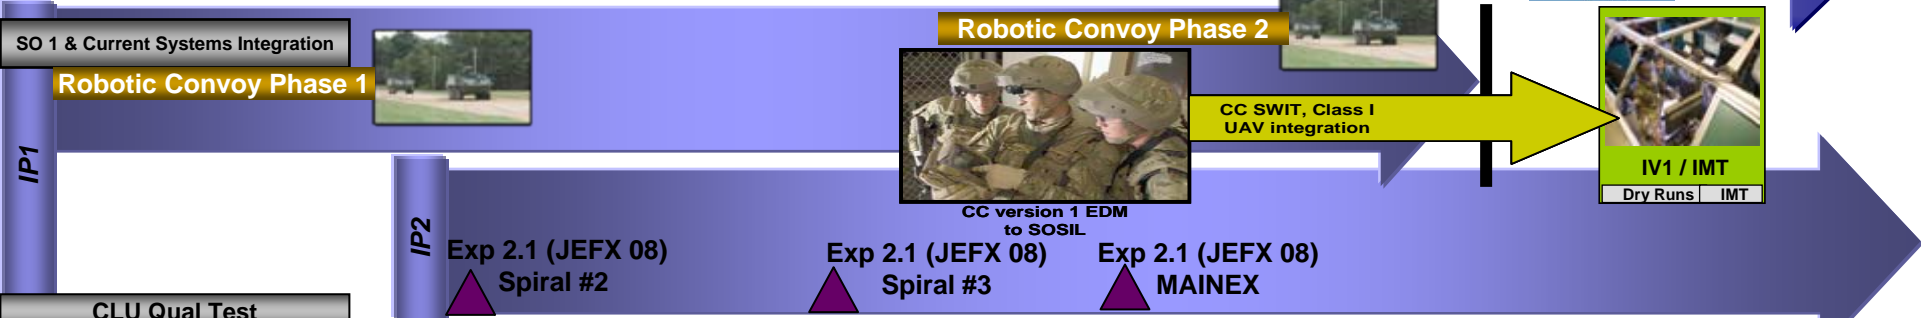 SO 1 & Current Systems Integration
Robotic Convoy Phase 1
Robotic Convoy Phase 2
CC SWIT, Class I
UAV integration
IV1 / IMT
Dry Runs IMT
IP1
IP2
CC version 1 EDM
to SOSIL
Exp 2.1 (JEFX 08)
Spiral #2
Exp 2.1 (JEFX 08)
Spiral #3
Exp 2.1 (JEFX 08)
MAINEX
CLU Qual Test